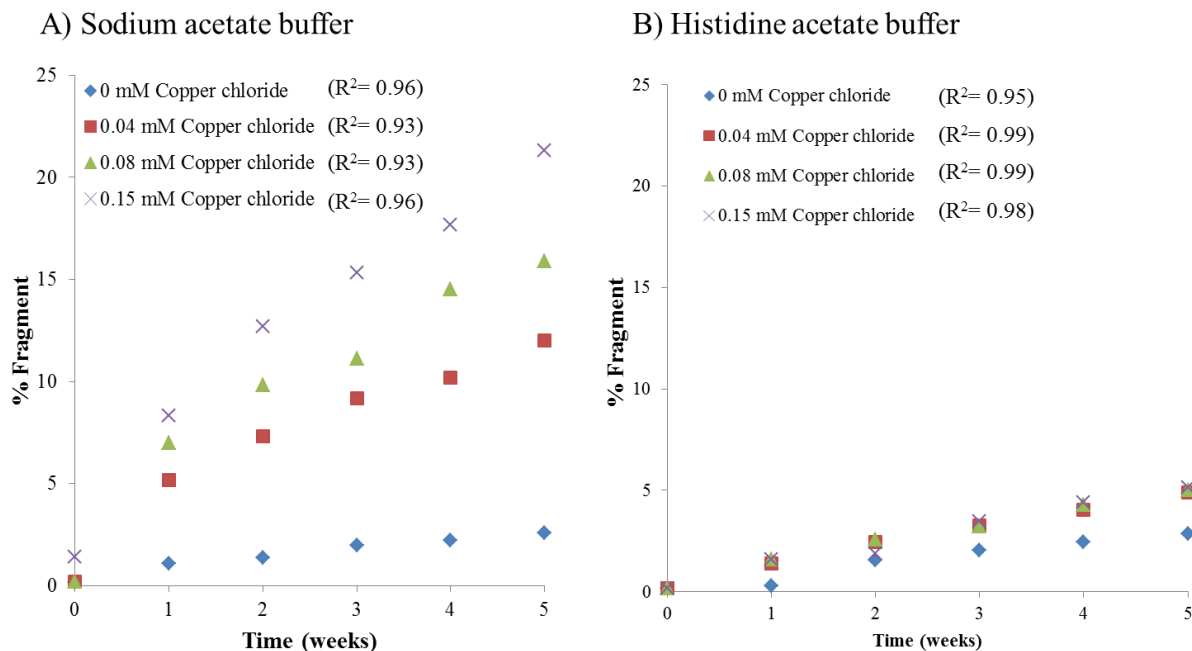 A) Sodium acetate buffer
25
20
15
10
5
0
% Fragment
0 mM Copper chloride (R²= 0.96)
0.04 mM Copper chloride (R²= 0.93)
0.08 mM Copper chloride (R²= 0.93)
0.15 mM Copper chloride (R²= 0.96)
0 1 2 3 4 5
Time (weeks)
B) Histidine acetate buffer
25
20
15
10
5
0
% Fragment
0 mM Copper chloride (R²= 0.95)
0.04 mM Copper chloride (R²= 0.99)
0.08 mM Copper chloride (R²= 0.99)
0.15 mM Copper chloride (R²= 0.98)
0 1 2 3 4 5
Time (weeks)